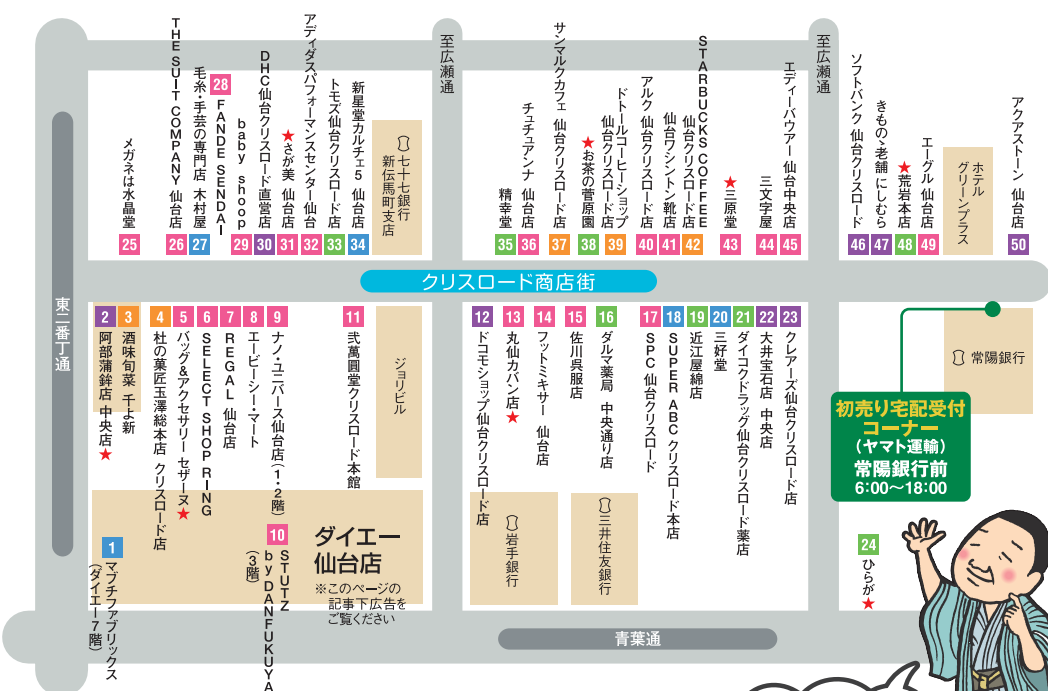 至広瀬通
至広瀬通
東二番丁通
25 メガネは水晶堂
26 THE SUIT COMPANY 仙台店
27 毛糸・手芸の専門店 木村屋
28 FANDE SENDAI
29 baby shoop
30 DHC仙台クリスロード直営店
31 ★さが美 仙台店
32 アディダスパフォーマンスセンター仙台
33 トモズ仙台クリスロード店
34 新星堂カルチェ5 仙台店
七十七銀行
新伝馬町支店
35 精幸堂
36 チュチュアンナ 仙台店
37 サンマルクカフェ 仙台クリスロード店
38 ★お茶の菅原園
39 ドトールコーヒーショップ
仙台クリスロード店
40 アルク 仙台クリスロード店
41 仙台ワシントン靴店
42 STARBUCKS COFFEE
仙台クリスロード店
43 ★三原堂
44 三文字屋
45 エディーバウアー 仙台中央店
46 ソフトバンク 仙台クリスロード
47 きもの老舗 にしむら
48 ★荒岩本店
49 エーグル 仙台店
ホテル
グリーンプラス
50 アクアストーン 仙台店
クリスロード商店街
2 阿部蒲鉾店 中央店★
3 酒味旬菜 千よ新
4 杜の菓匠玉澤総本店 クリスロード店
5 バッグ&アクセサリー セザーヌ★
6 SELECT SHOP RING
7 REGAL 仙台店
8 エービーシー・マート
9 ナノ・ユニバース仙台店(1・2階)
10 STUTZ
by DANFUKUYA
(3階)
11 弐萬圓堂クリスロード本館
ジョリビル
12 ドコモショップ仙台クリスロード店
13 丸仙カバン店★
14 フットミキサー 仙台店
15 佐川呉服店
16 ダルマ薬局 中央通り店
17 SPC 仙台クリスロード
18 SUPER ABC クリスロード本店
19 近江屋綿店
20 三好堂
21 ダイコクドラッグ仙台クリスロード薬店
22 大井宝石店 中央店
23 クレアーズ仙台クリスロード店
常陽銀行
初売り宅配受付
コーナー
(ヤマト運輸)
常陽銀行前
6:00〜18:00
1 マブチファブリックス
(ダイエー7階)
ダイエー
仙台店
※このページの
記事下広告を
ご覧ください
岩手銀行
三井住友銀行
24 ひらが★
青葉通